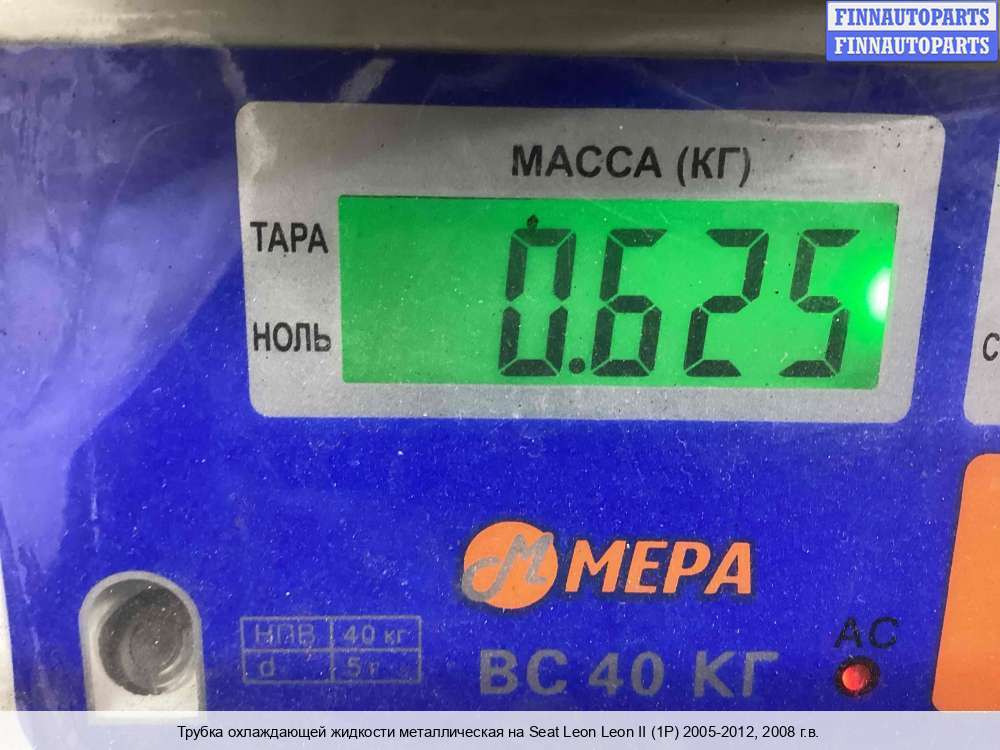 FINNAUTOPARTS
FINNAUTOPARTS
МАССА (КГ)
ТАРА
0.625
НОЛЬ
С
МЕРА
АС
НПВ 40 кг
d 5 г
ВС 40 КГ
Трубка охлаждающей жидкости металлическая на Seat Leon Leon II (1P) 2005-2012, 2008 г.в.